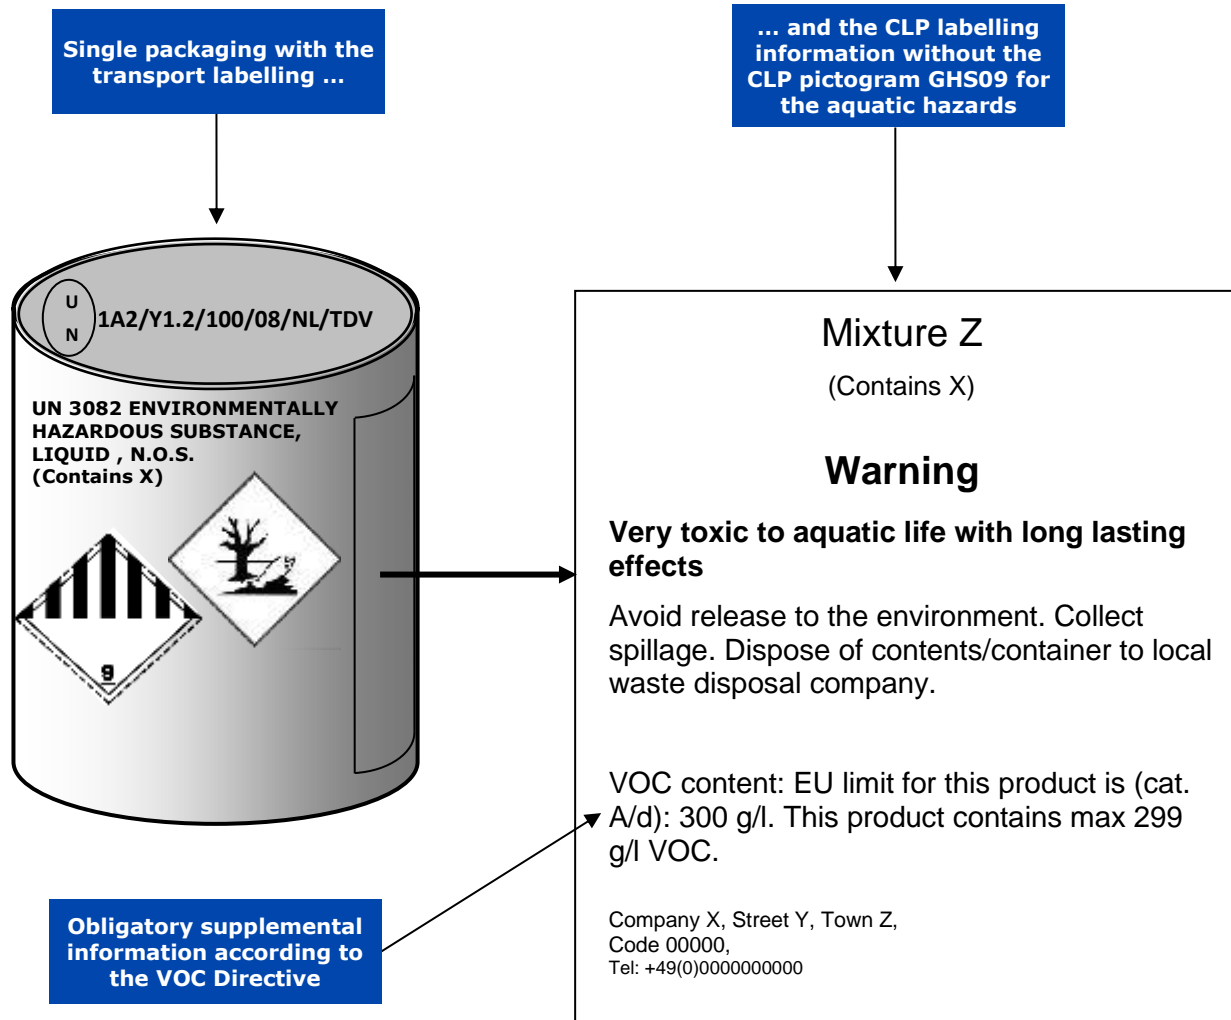 Single packaging with the
transport labelling ...
... and the CLP labelling
information without the
CLP pictogram GHS09 for
the aquatic hazards
U
N
1A2/Y1.2/100/08/NL/TDV
UN 3082 ENVIRONMENTALLY
HAZARDOUS SUBSTANCE,
LIQUID , N.O.S.
(Contains X)
9
Mixture Z
(Contains X)
Warning
Very toxic to aquatic life with long lasting
effects
Avoid release to the environment. Collect
spillage. Dispose of contents/container to local
waste disposal company.
VOC content: EU limit for this product is (cat.
A/d): 300 g/l. This product contains max 299
g/l VOC.
Company X, Street Y, Town Z,
Code 00000,
Tel: +49(0)0000000000
Obligatory supplemental
information according to
the VOC Directive